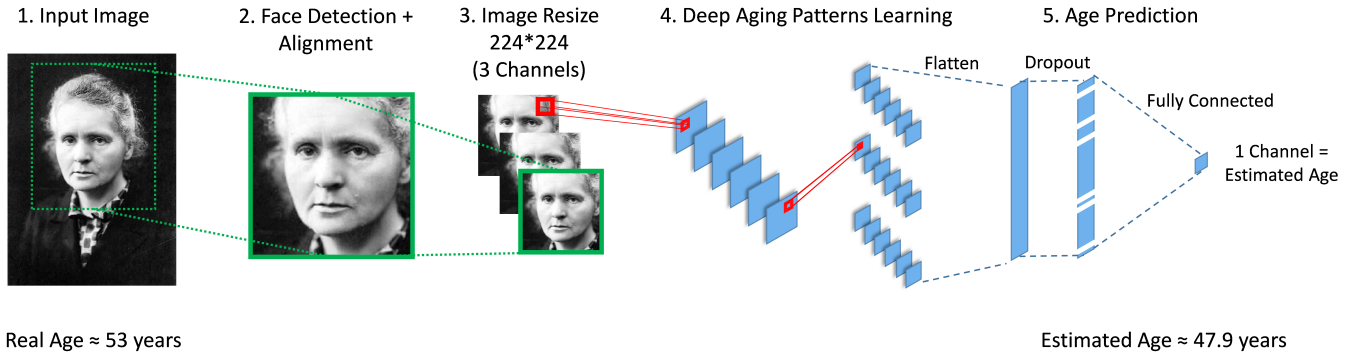 1. Input Image
2. Face Detection +
Alignment
3. Image Resize
224*224
(3 Channels)
4. Deep Aging Patterns Learning
5. Age Prediction
Flatten
Dropout
Fully Connected
1 Channel =
Estimated Age
Real Age ≈ 53 years
Estimated Age ≈ 47.9 years